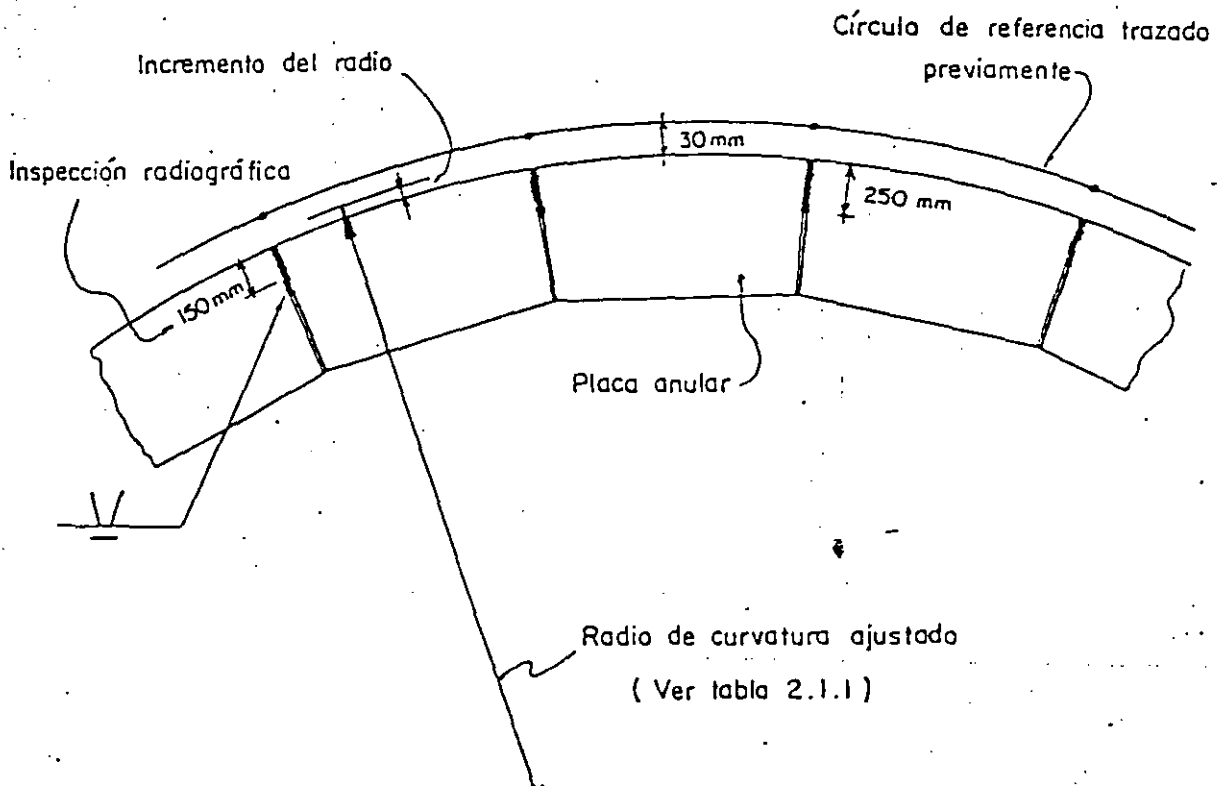 Círculo de referencia trazado
previamente
Incremento del radio
30 mm
Inspección radiográfica
250 mm
150 mm
Placa anular
Radio de curvatura ajustado
( Ver tabla 2.1.1 )